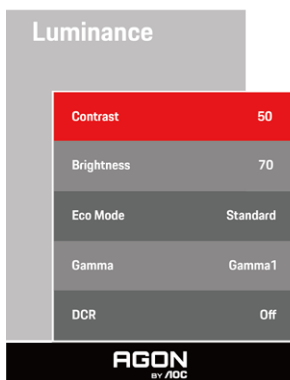 Luminance
Contrast 50
Brightness 70
Eco Mode Standard
Gamma Gamma1
DCR Off
AGON
BY AOC